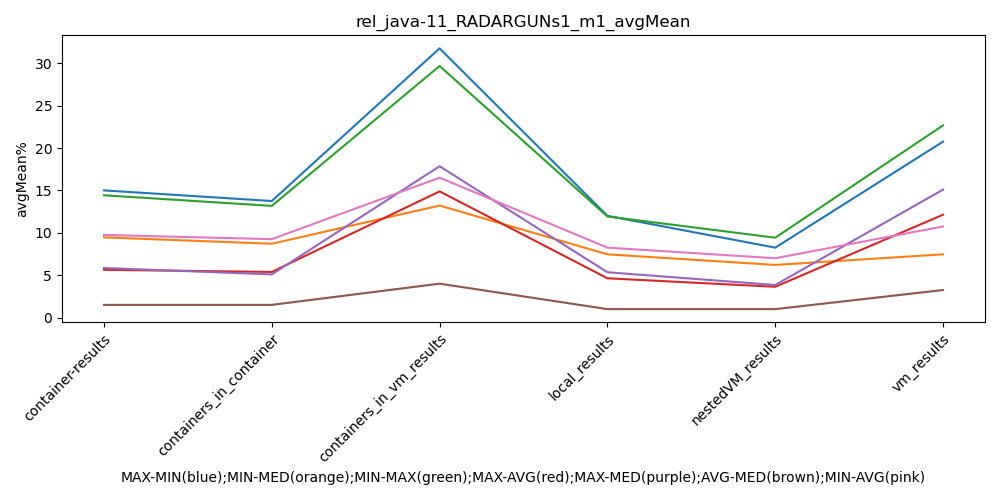 rel_java-11_RADARGUNs1_m1_avgMean
avgMean%
30
25
20
15
10
5
0
container-results
containers_in_container
containers_in_vm_results
local_results
nestedVM_results
vm_results
MAX-MIN(blue);MIN-MED(orange);MIN-MAX(green);MAX-AVG(red);MAX-MED(purple);AVG-MED(brown);MIN-AVG(pink)